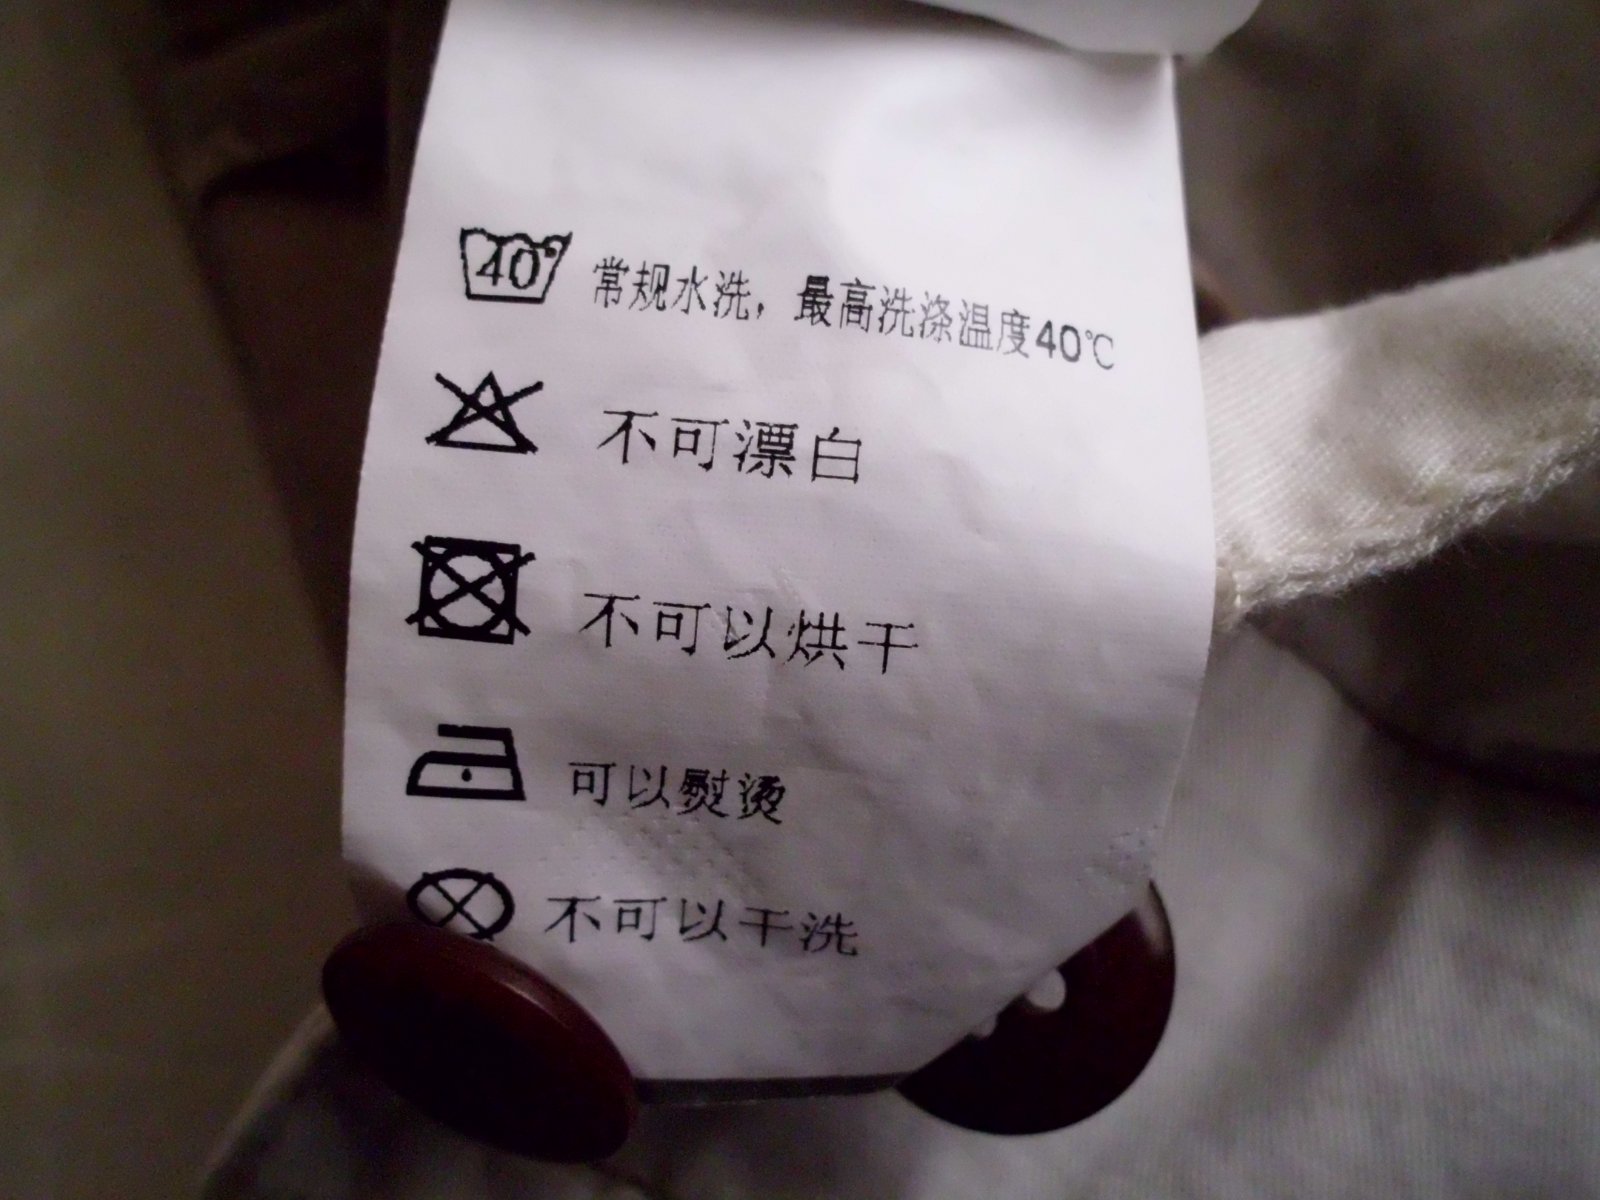 40° 常规水洗，最高洗涤温度40℃
不可漂白
不可以烘干
可以熨烫
不可以干洗